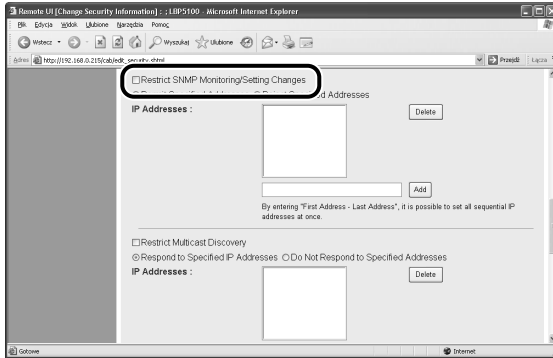 Remote UI [Change Security Information] : ; LBP5100 - Microsoft Internet Explorer
Plik Edycja Widok Ulubione Narzędzia Pomoc
Wstecz Wyszukaj Ulubione
Adres http://192.168.0.215/cab/edit_security.shtml Przejdź Łącza
Restrict SNMP Monitoring/Setting Changes
Addresses
IP Addresses :
Delete
Add
By entering "First Address - Last Address", it is possible to set all sequential IP
addresses at once.
Restrict Multicast Discovery
Respond to Specified IP Addresses Do Not Respond to Specified Addresses
IP Addresses :
Delete
Gotowe Internet